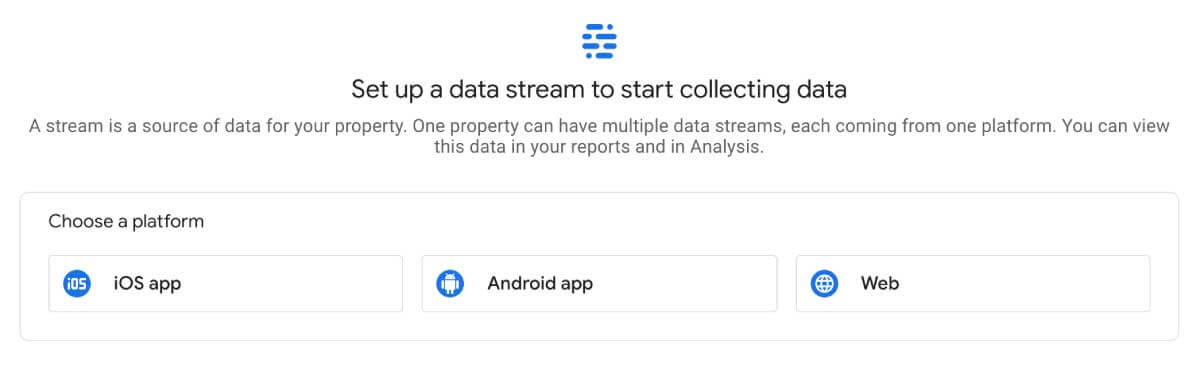 Set up a data stream to start collecting data
A stream is a source of data for your property. One property can have multiple data streams, each coming from one platform. You can view
this data in your reports and in Analysis.
Choose a platform
iOS iOS app
Android app
Web